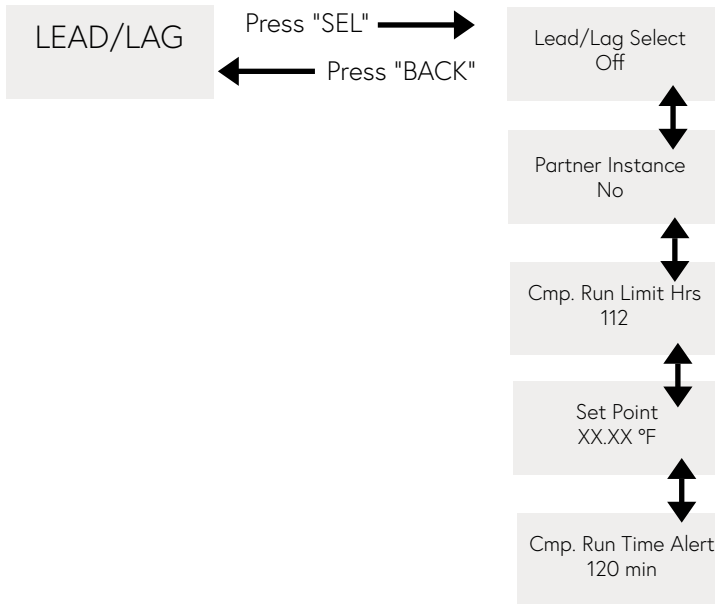 LEAD/LAG
Press "SEL"
Press "BACK"
Lead/Lag Select
Off
Partner Instance
No
Cmp. Run Limit Hrs
112
Set Point
XX.XX °F
Cmp. Run Time Alert
120 min